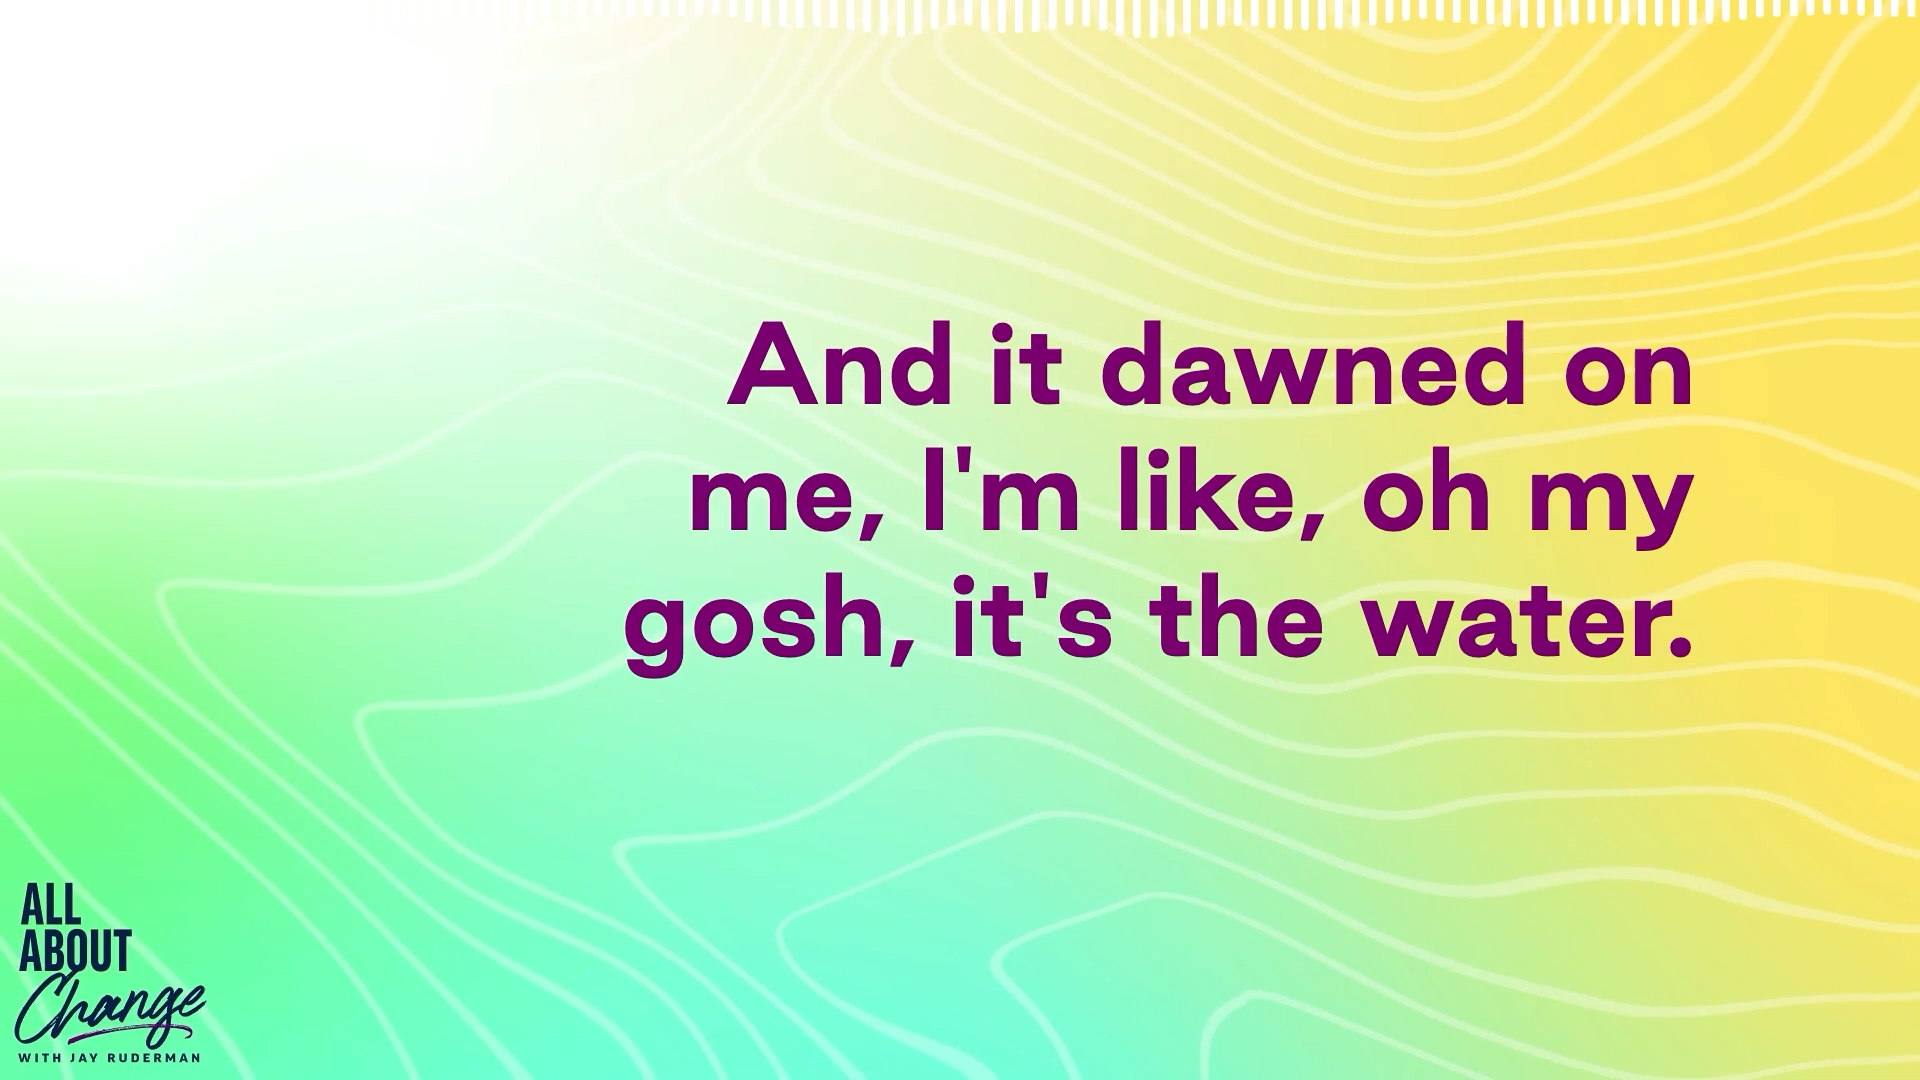 And it dawned on
me, I'm like, oh my
gosh, it's the water.
ALL
ABOUT
Change
WITH JAY RUDERMAN